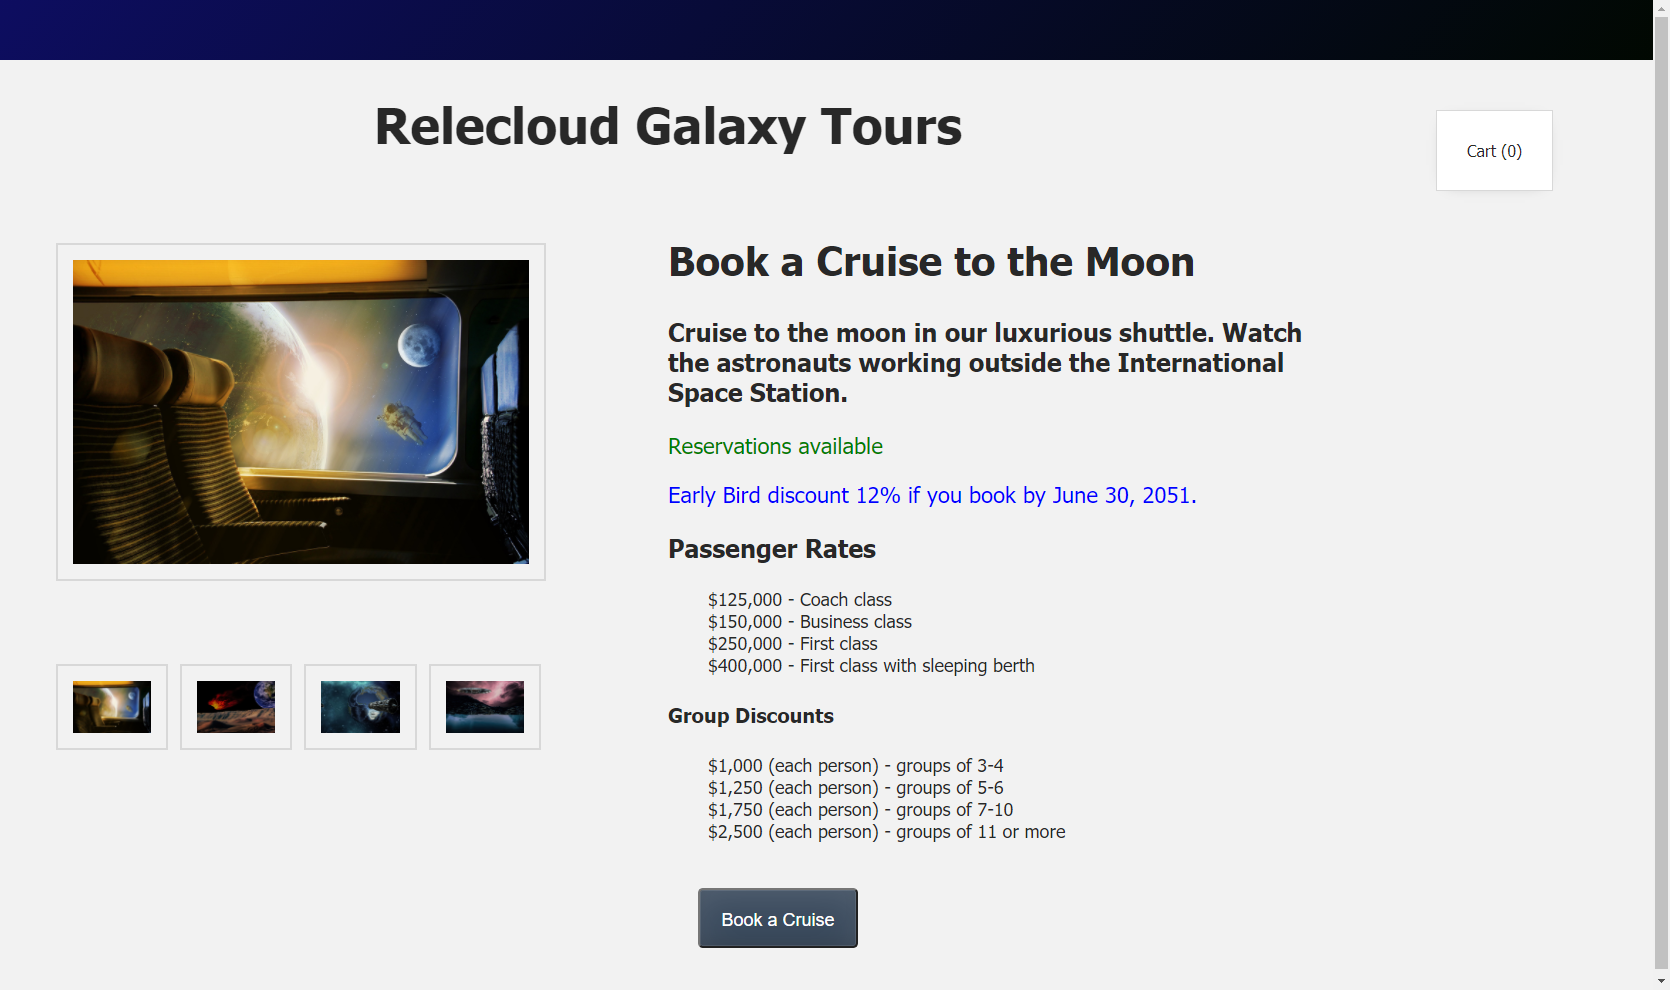 Relecloud Galaxy Tours
Cart (0)
Book a Cruise to the Moon
Cruise to the moon in our luxurious shuttle. Watch
the astronauts working outside the International
Space Station.
Reservations available
Early Bird discount 12% if you book by June 30, 2051.
Passenger Rates
$125,000 - Coach class
$150,000 - Business class
$250,000 - First class
$400,000 - First class with sleeping berth
Group Discounts
$1,000 (each person) - groups of 3-4
$1,250 (each person) - groups of 5-6
$1,750 (each person) - groups of 7-10
$2,500 (each person) - groups of 11 or more
Book a Cruise